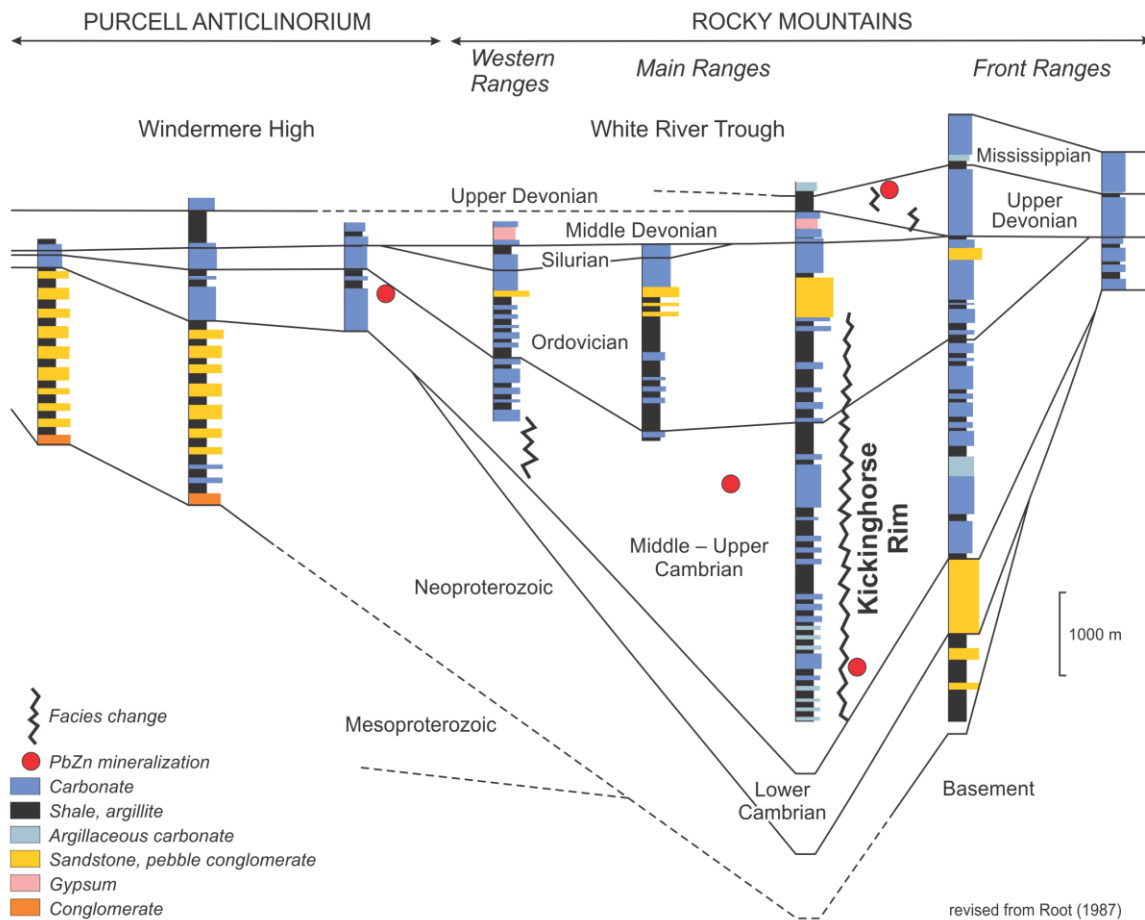 PURCELL ANTICLINORIUM
ROCKY MOUNTAINS
Western
Ranges
Main Ranges
Front Ranges
Windermere High
White River Trough
Mississippian
Upper Devonian
Upper
Devonian
Middle Devonian
Silurian
Ordovician
Kickinghorse
Rim
Middle – Upper
Cambrian
Neoproterozoic
1000 m
Mesoproterozoic
Lower
Cambrian
Basement
Facies change
PbZn mineralization
Carbonate
Shale, argillite
Argillaceous carbonate
Sandstone, pebble conglomerate
Gypsum
Conglomerate
revised from Root (1987)